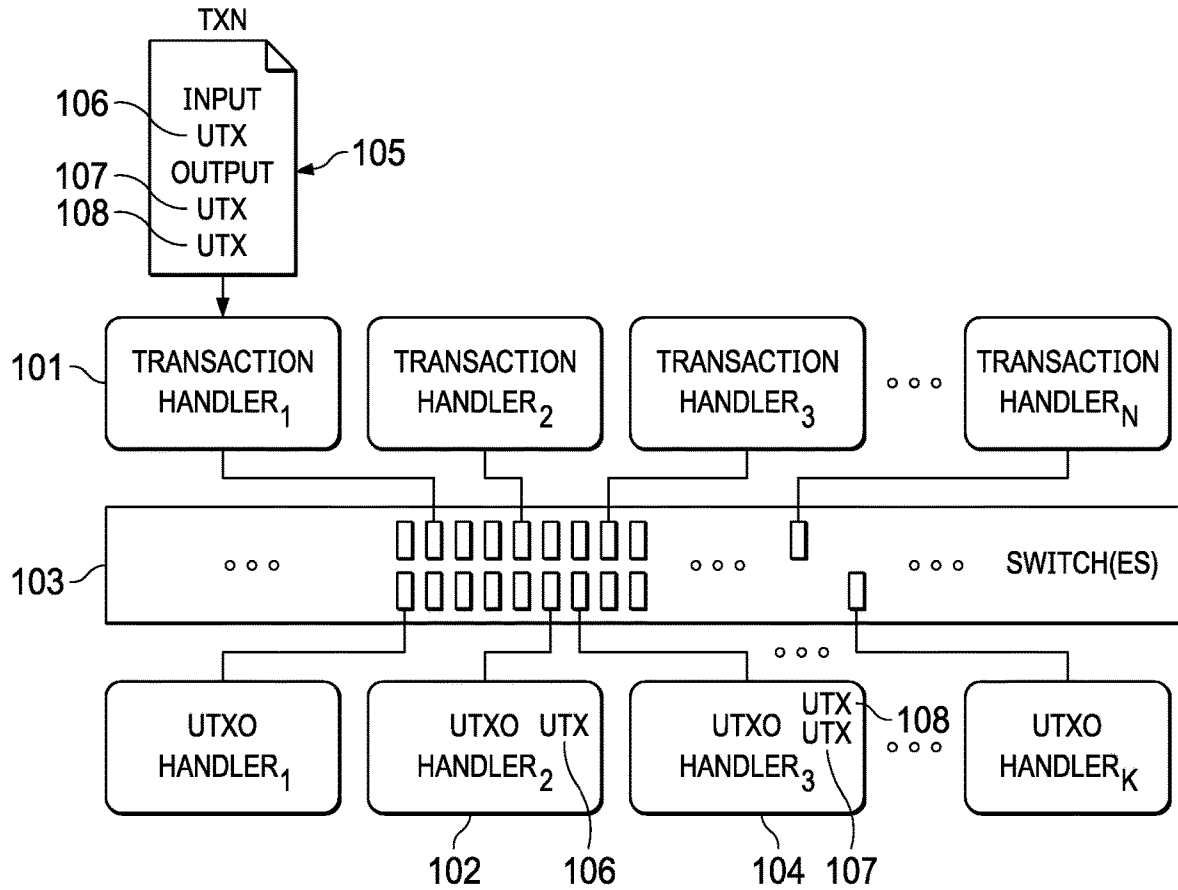 TXN
INPUT
106
UTX
105
OUTPUT
107
UTX
108
UTX
101
TRANSACTION
HANDLER1
TRANSACTION
HANDLER2
TRANSACTION
HANDLER3
TRANSACTION
HANDLERN
103
SWITCH(ES)
UTXO
HANDLER1
UTXO UTX
HANDLER2
UTXO
HANDLER3
UTX
UTX
108
UTXO
HANDLERK
102
106
104
107